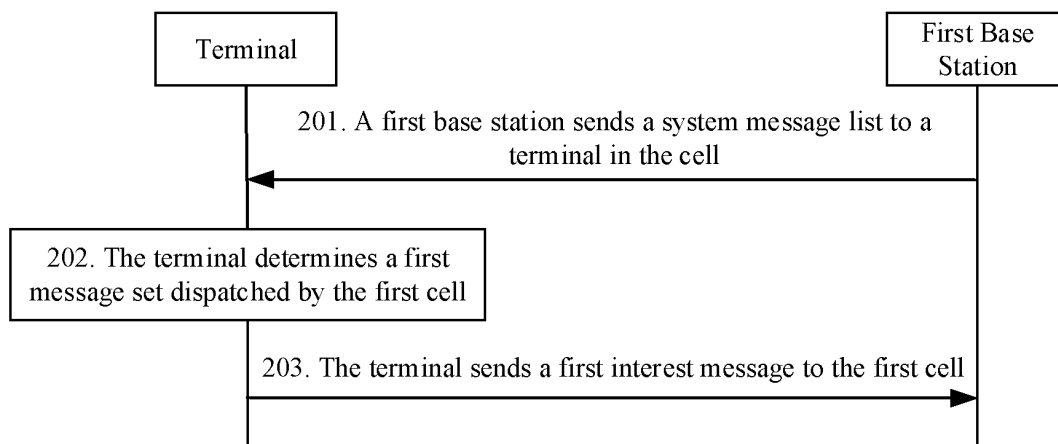 Terminal
First Base
Station
201. A first base station sends a system message list to a
terminal in the cell
202. The terminal determines a first
message set dispatched by the first cell
203. The terminal sends a first interest message to the first cell